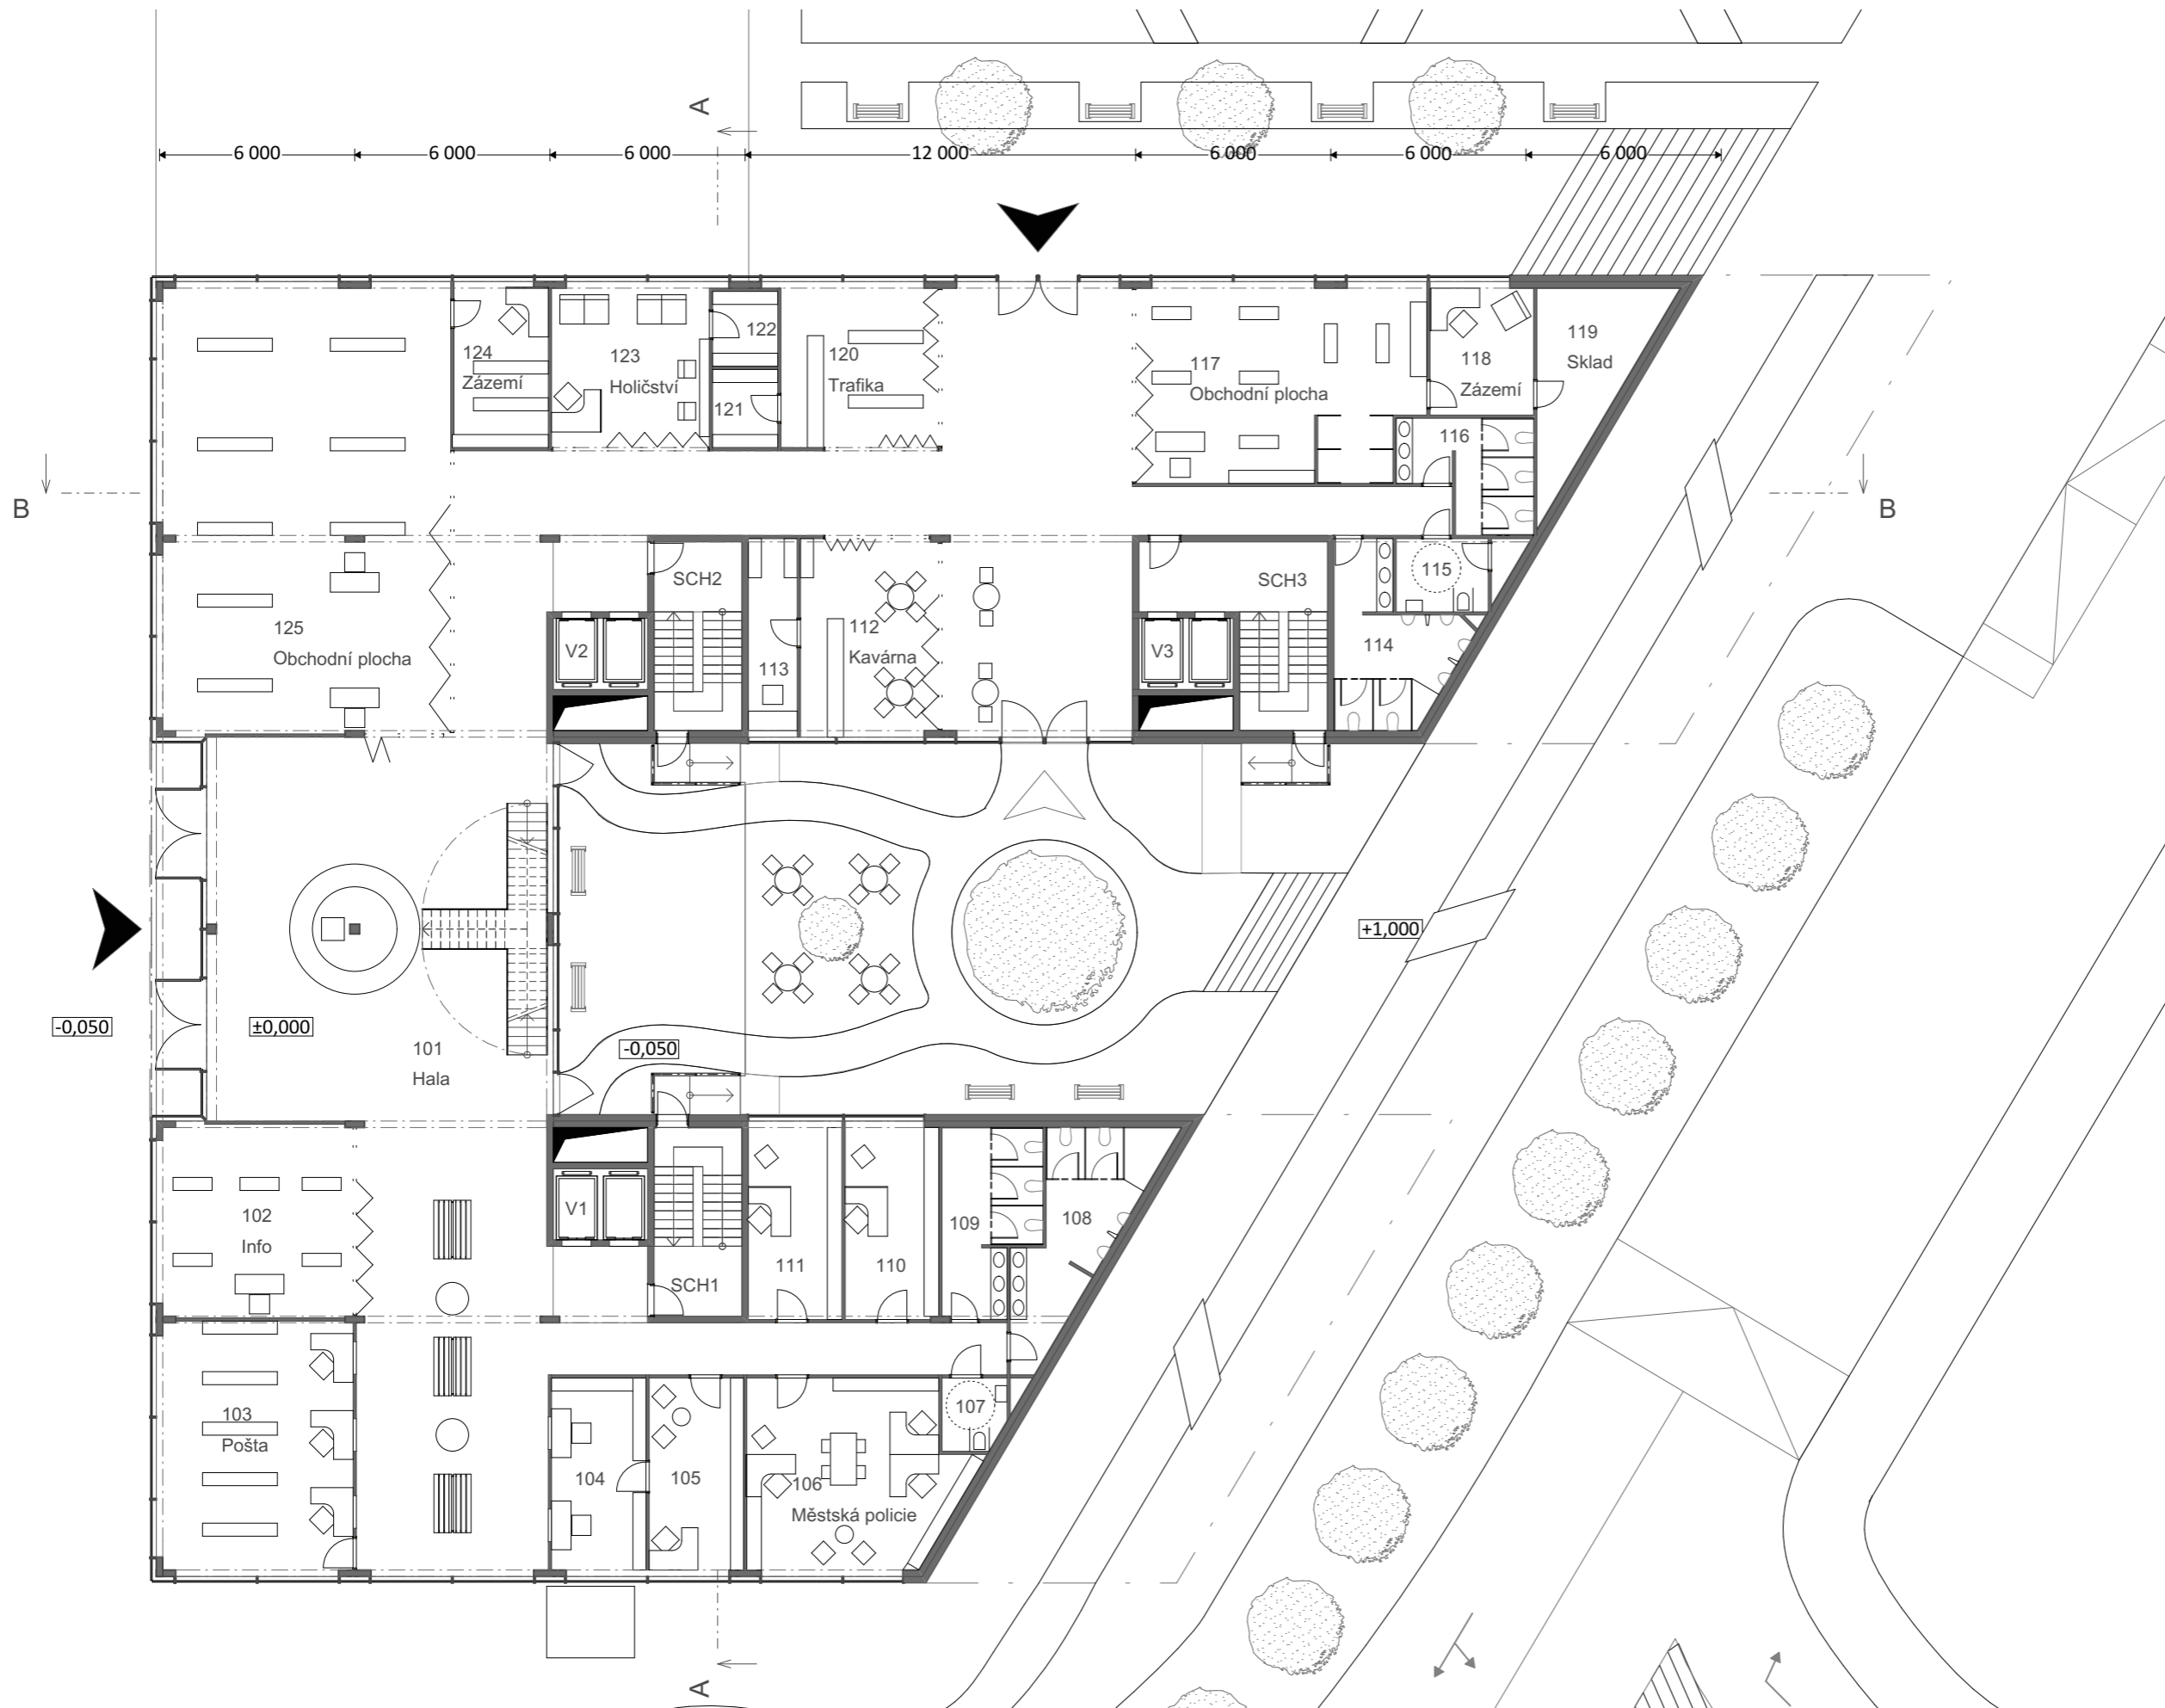 A
6 000
6 000
6 000
12 000
6 000
6 000
6 000
122
119
Sklad
124
Zázemí
123
Holičství
120
Trafika
117
Obchodní plocha
118
Zázemí
121
116
B
B
SCH2
SCH3
115
125
Obchodní plocha
V2
112
Kavárna
113
V3
114
+1,000
-0,050
±0,000
101
Hala
-0,050
102
Info
V1
109
108
111
110
SCH1
103
Pošta
107
104
105
106
Městská policie
A